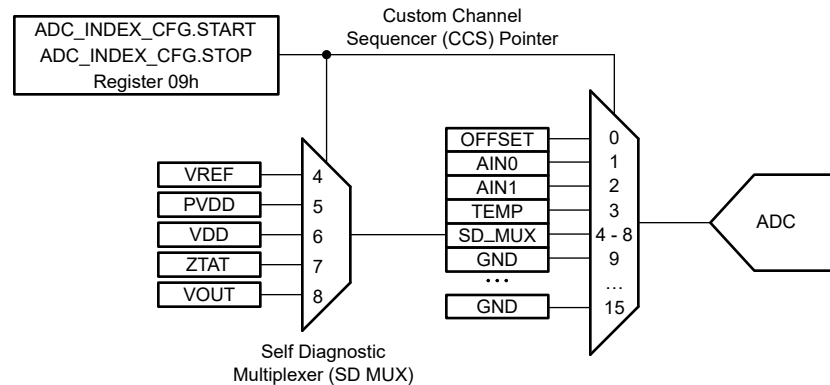 ADC_INDEX_CFG.START
ADC_INDEX_CFG.STOP
Register 09h
Custom Channel
Sequencer (CCS) Pointer
VREF
PVDD
VDD
ZTAT
VOUT
4
5
6
7
8
Self Diagnostic
Multiplexer (SD MUX)
OFFSET
AIN0
AIN1
TEMP
SD_MUX
GND
...
GND
0
1
2
3
4 - 8
9
...
15
ADC